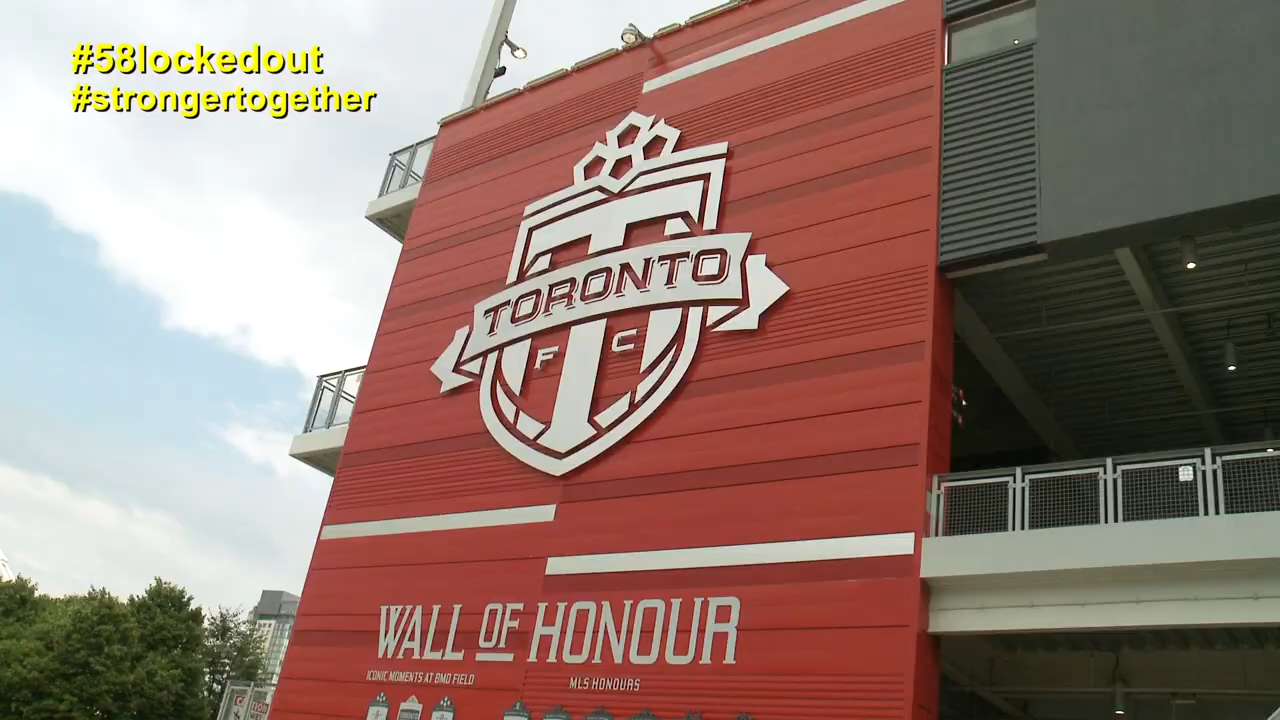 #58lockedout
#strongertogether
TORONTO
F C
WALL OF HONOUR
ICONIC MOMENTS AT BMO FIELD
MLS HONOURS